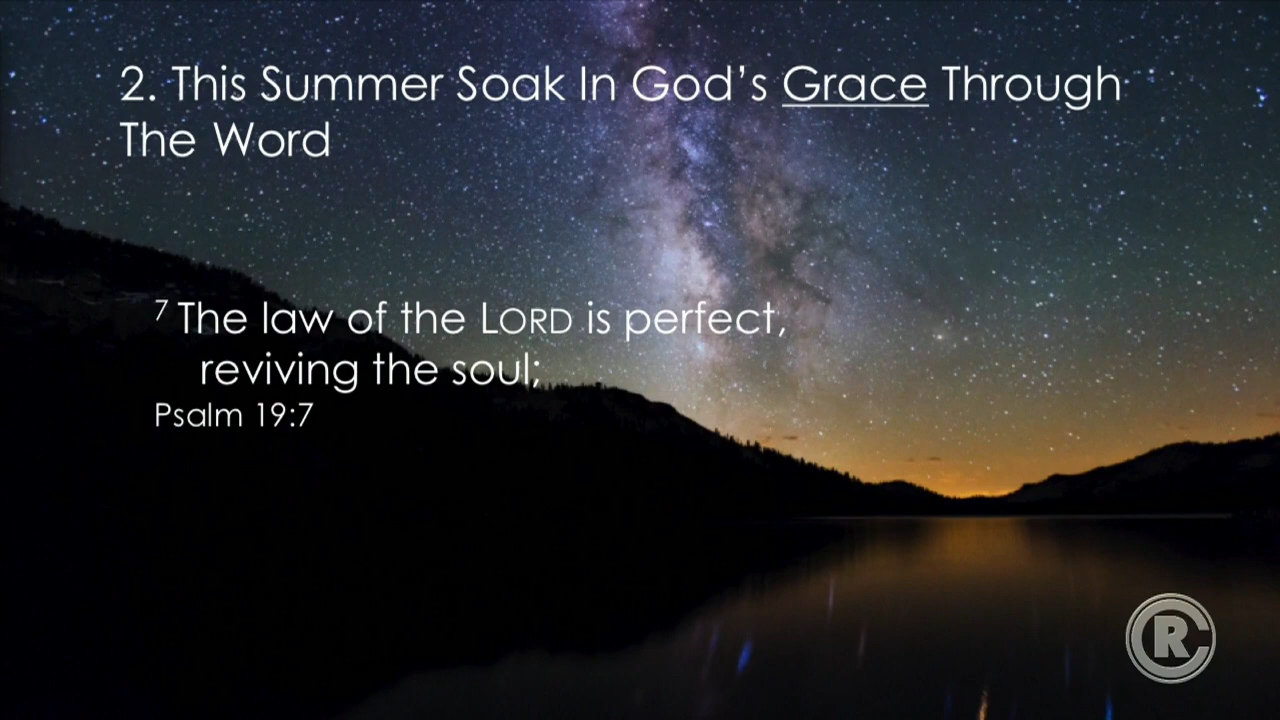 2. This Summer Soak In God’s Grace Through
The Word
7 The law of the LORD is perfect,
reviving the soul;
Psalm 19:7
CR